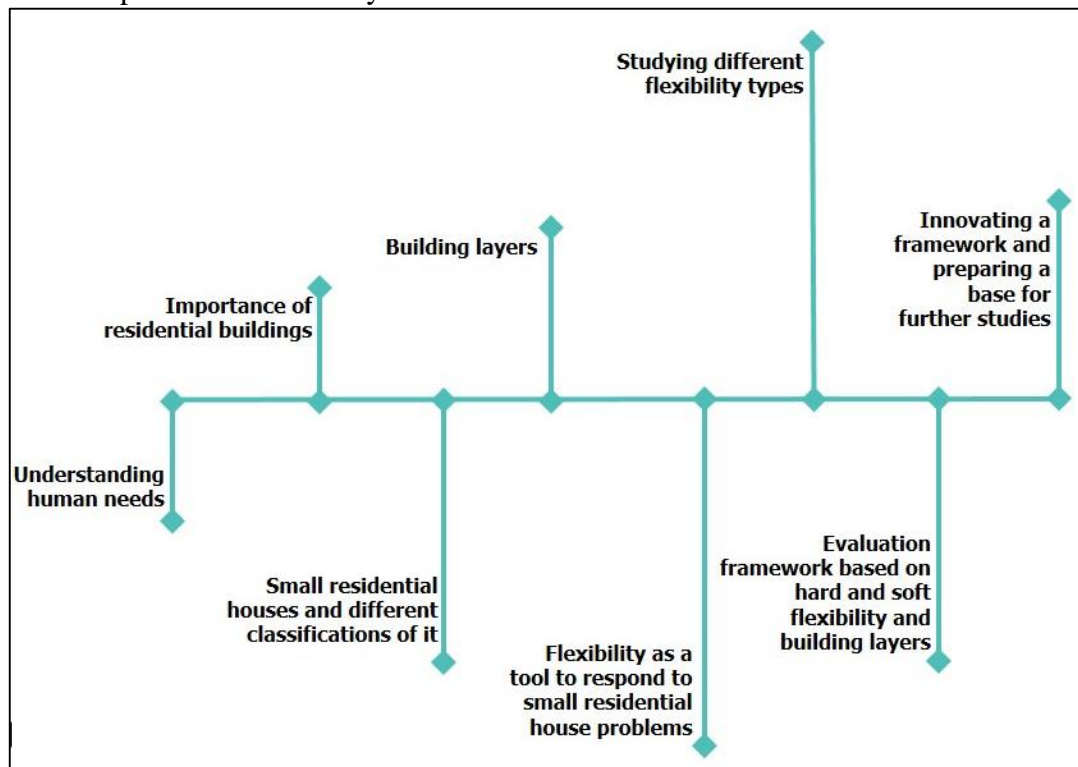 Studying different
flexibility types
Innovating a
framework and
preparing a
base for
further studies
Building layers
Importance of
residential buildings
Understanding
human needs
Small residential
houses and different
classifications of it
Flexibility as a
tool to respond to
small residential
house problems
Evaluation
framework based on
hard and soft
flexibility and
building layers